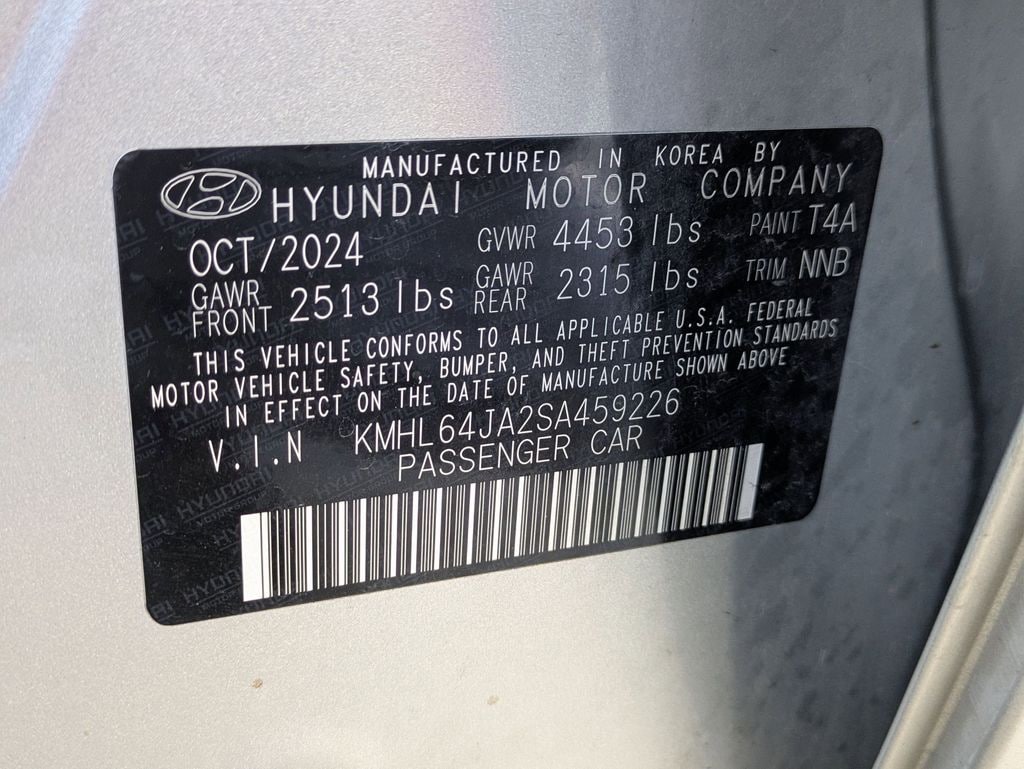 MANUFACTURED IN KOREA BY
HYUNDAI MOTOR COMPANY
OCT/2024 GVWR 4453 lbs PAINT T4A
GAWR FRONT 2513 lbs GAWR REAR 2315 lbs TRIM NNB
THIS VEHICLE CONFORMS TO ALL APPLICABLE U.S.A. FEDERAL
MOTOR VEHICLE SAFETY, BUMPER, AND THEFT PREVENTION STANDARDS
IN EFFECT ON THE DATE OF MANUFACTURE SHOWN ABOVE
V.I.N KMHL64JA2SA459226
PASSENGER CAR